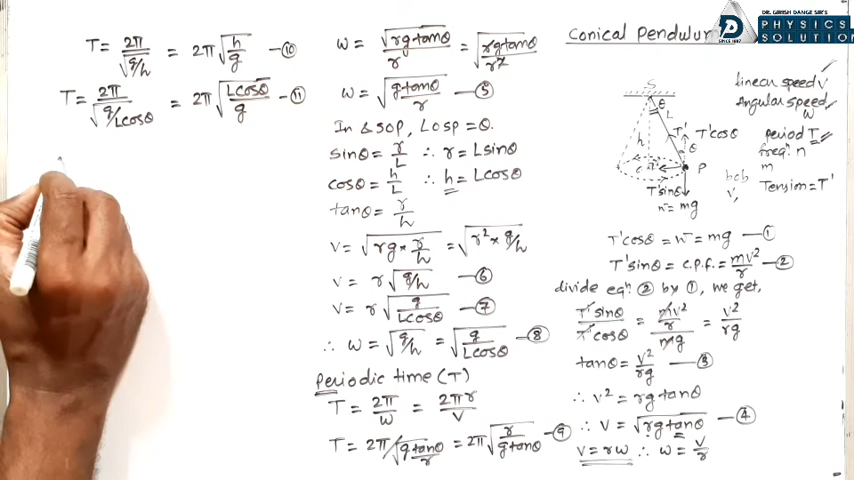 Conical Pendulum
DR. GIRISH DANGE SIR'S
PHYSICS
SOLUTION
SINCE 1987
linear speed v
Angular speed ω
period T
freqⁿ n
m
Tension = T'
bob
v,
S
θ
L
h
T'
T'cosθ
θ
P
c
r
T'sinθ
w = mg
T'cosθ = w = mg —①
T'sinθ = c.p.f. = mv²/r —②
divide eqⁿ ② by ①, we get,
T'sinθ/T'cosθ = (mv²/r)/(mg) = v²/rg
tanθ = v²/rg —③
∴ v² = rg tanθ
∴ v = √(rg tanθ) —④
v = rω ∴ ω = v/r
ω = √(rg tanθ)/r = √(rg tanθ/r²)
ω = √(g tanθ/r) —⑤
In Δ SOP, LOSP = θ.
sinθ = r/L ∴ r = L sinθ
cosθ = h/L ∴ h = L cosθ
tanθ = r/h
v = √(rg × r/h) = √(r² × g/h)
v = r√(g/h) —⑥
v = r√(g/Lcosθ) —⑦
∴ ω = √(g/h) = √(g/Lcosθ) —⑧
Periodic time (T)
T = 2π/ω = 2πr/v
T = 2π/√(g tanθ/r) = 2π√(r/g tanθ) —⑨
T = 2π/√(g/h) = 2π√(h/g) —⑩
T = 2π/√(g/Lcosθ) = 2π√(Lcosθ/g) —⑪